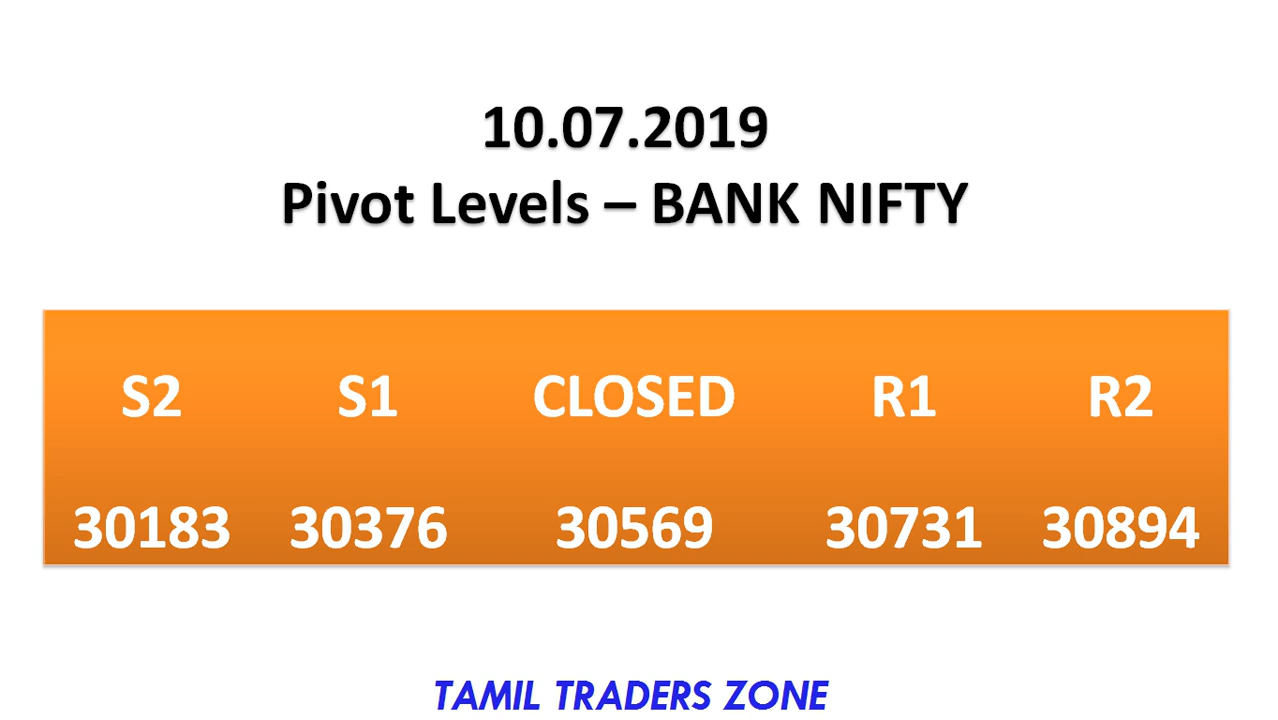 10.07.2019
Pivot Levels – BANK NIFTY
S2 S1 CLOSED R1 R2
30183 30376 30569 30731 30894
TAMIL TRADERS ZONE